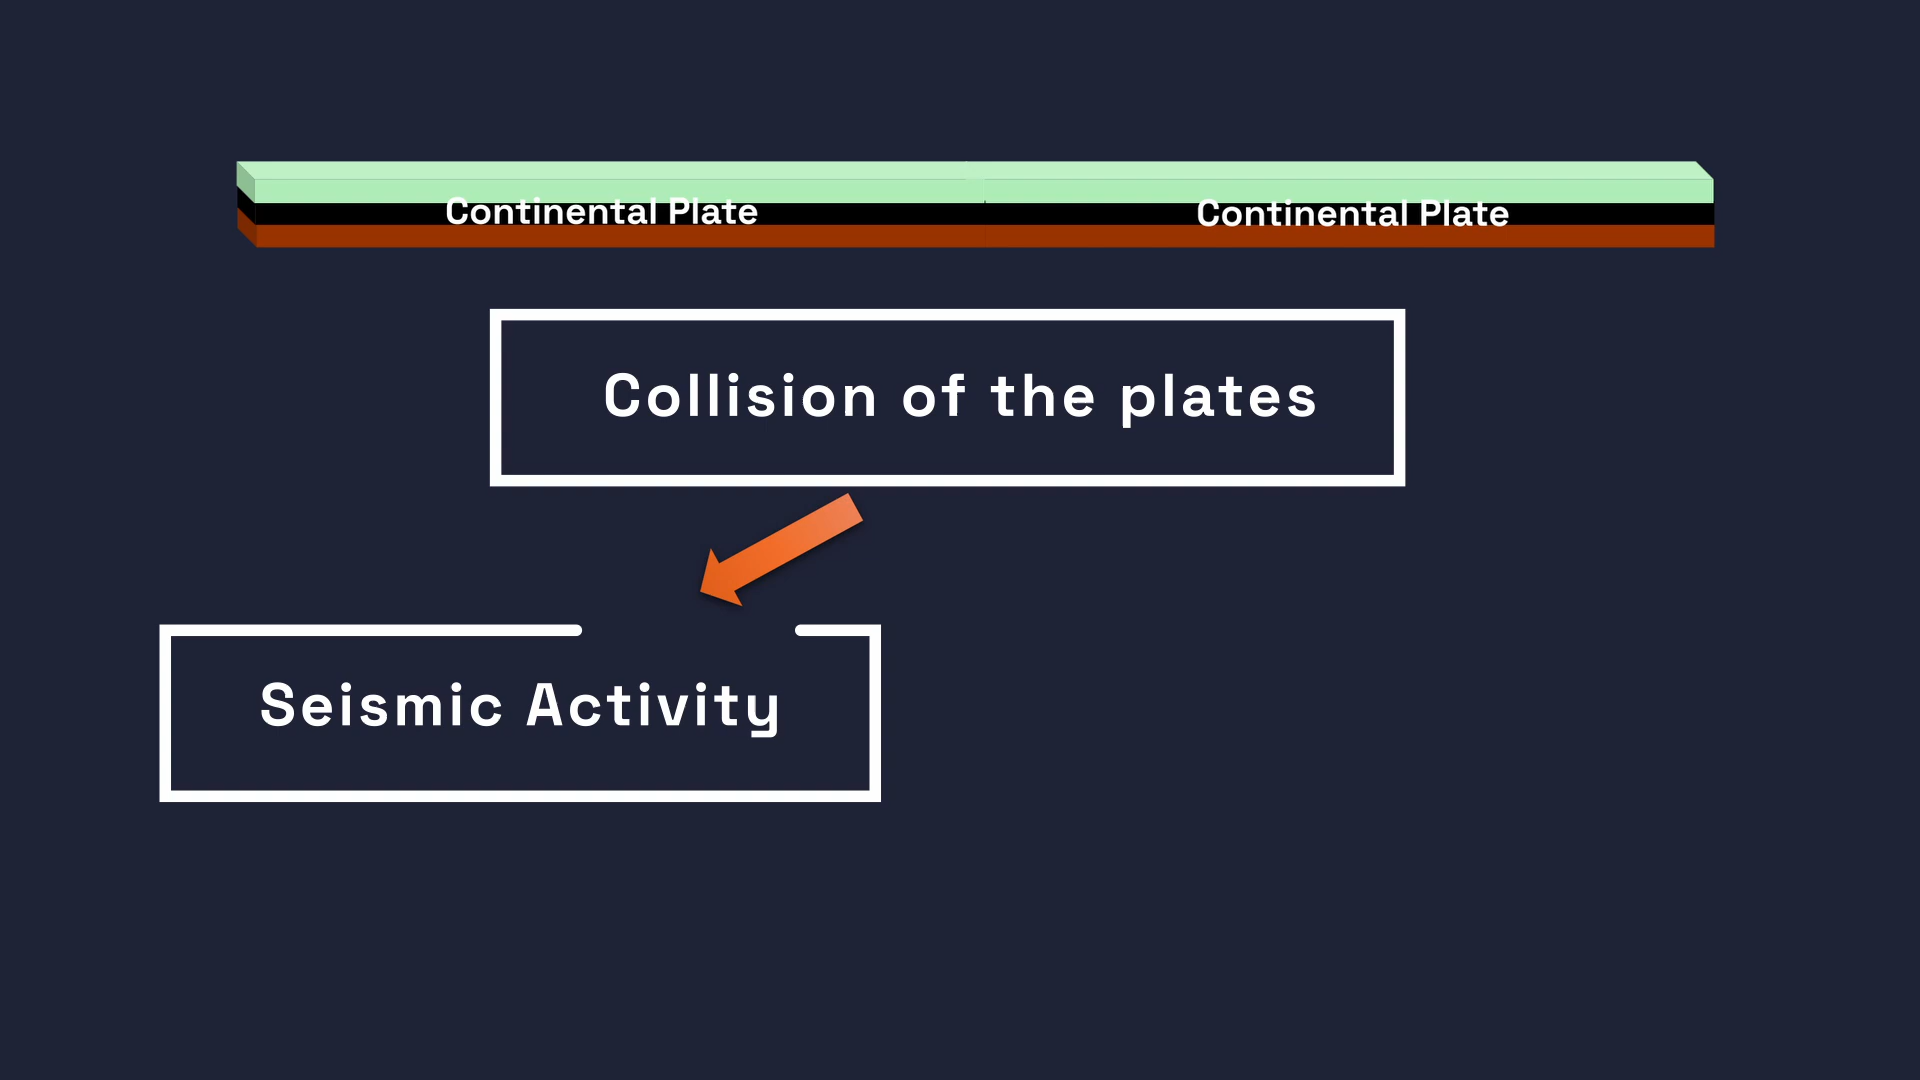 Continental Plate
Continental Plate
Collision of the plates
Seismic Activity